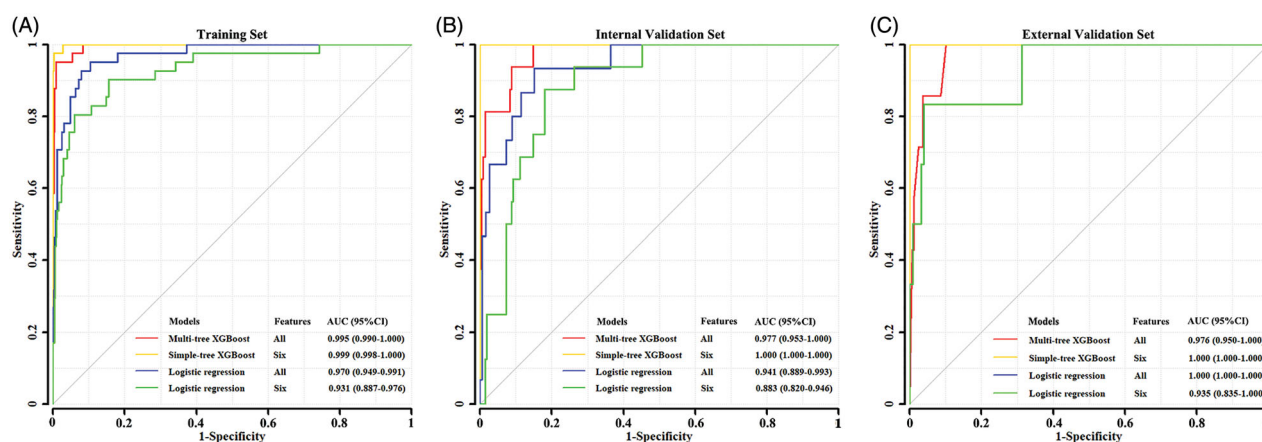 (A)
Training Set
1
0.8
0.6
0.4
0.2
0
Sensitivity
Models Features AUC (95%CI)
Multi-tree XGBoost All 0.995 (0.990-1.000)
Simple-tree XGBoost Six 0.999 (0.998-1.000)
Logistic regression All 0.970 (0.949-0.991)
Logistic regression Six 0.931 (0.887-0.976)
0 0.2 0.4 0.6 0.8 1
1-Specificity
(B)
Internal Validation Set
1
0.8
0.6
0.4
0.2
0
Sensitivity
Models Features AUC (95%CI)
Multi-tree XGBoost All 0.977 (0.953-1.000)
Simple-tree XGBoost Six 1.000 (1.000-1.000)
Logistic regression All 0.941 (0.889-0.993)
Logistic regression Six 0.883 (0.820-0.946)
0 0.2 0.4 0.6 0.8 1
1-Specificity
(C)
External Validation Set
1
0.8
0.6
0.4
0.2
0
Sensitivity
Models Features AUC (95%CI)
Multi-tree XGBoost All 0.976 (0.950-1.000
Simple-tree XGBoost Six 1.000 (1.000-1.000
Logistic regression All 1.000 (1.000-1.000
Logistic regression Six 0.935 (0.835-1.000
0 0.2 0.4 0.6 0.8
1-Specificity